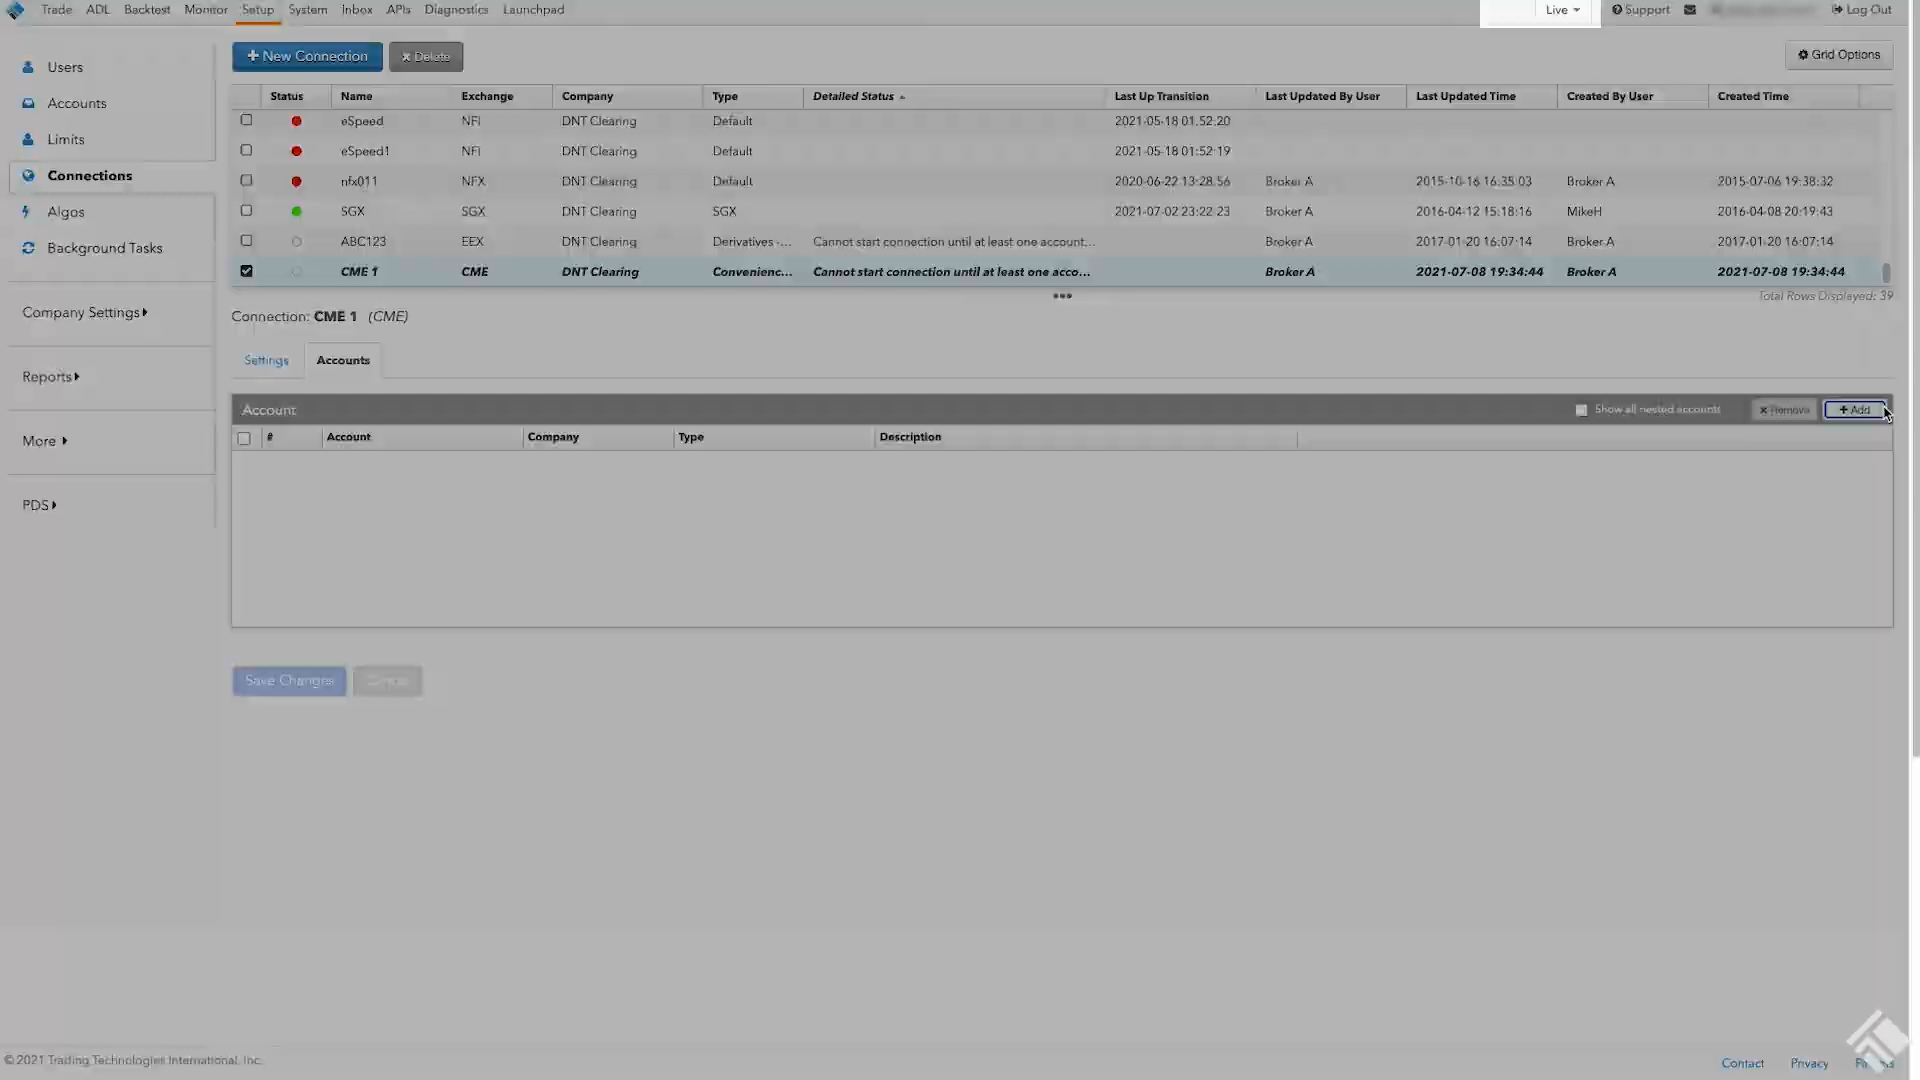 Trade ADL Backtest Monitor Setup System Inbox APIs Diagnostics Launchpad Live Support Log Out
Users
Accounts
Limits
Connections
Algos
Background Tasks
Company Settings
Reports
More
PDS
+ New Connection × Delete Grid Options
Status Name Exchange Company Type Detailed Status Last Up Transition Last Updated By User Last Updated Time Created By User Created Time
eSpeed NFI DNT Clearing Default 2021-05-18 01:52:20
eSpeed1 NFI DNT Clearing Default 2021-05-18 01:52:19
nfx011 NFX DNT Clearing Default 2020-06-22 13:28:56 Broker A 2015-10-16 16:35:03 Broker A 2015-07-06 19:38:32
SGX SGX DNT Clearing SGX 2021-07-02 23:22:23 Broker A 2016-04-12 15:18:16 MikeH 2016-04-08 20:19:43
ABC123 EEX DNT Clearing Derivatives -... Cannot start connection until at least one account... Broker A 2017-01-20 16:07:14 Broker A 2017-01-20 16:07:14
CME 1 CME DNT Clearing Convenienc... Cannot start connection until at least one acco... Broker A 2021-07-08 19:34:44 Broker A 2021-07-08 19:34:44
Total Rows Displayed: 39
Connection: CME 1 (CME)
Settings Accounts
Account Show all nested accounts × Remove + Add
# Account Company Type Description
Save Changes Cancel
© 2021 Trading Technologies International, Inc.
Contact Privacy